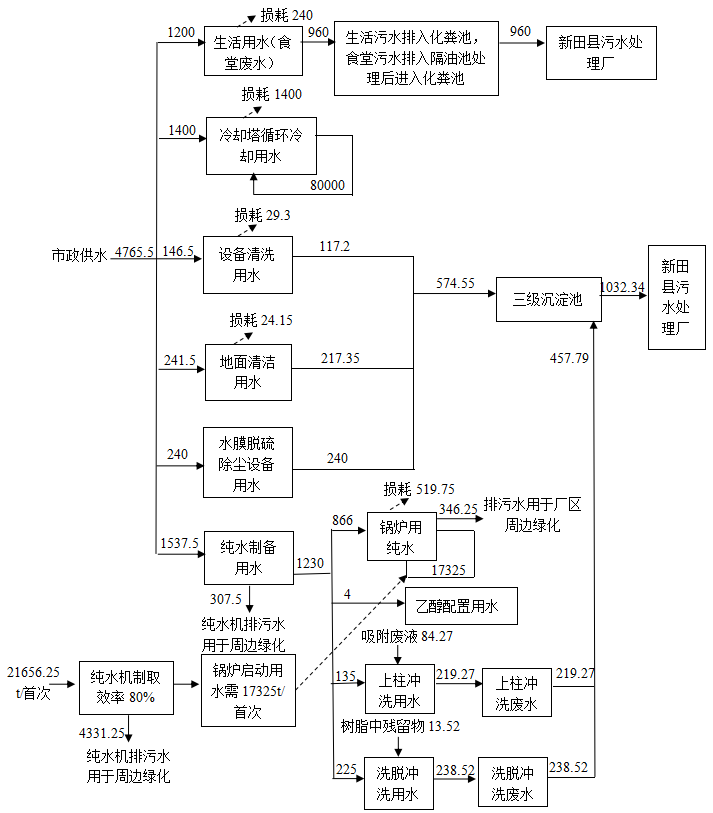 损耗 240
1200
生活用水（食
堂废水）
960
生活污水排入化粪池，
食堂污水排入隔油池处
理后进入化粪池
960
新田县污水处
理厂
损耗 1400
1400
冷却塔循环冷
却用水
80000
损耗 29.3
市政供水
4765.5
146.5
设备清洗
用水
117.2
574.55
三级沉淀池
1032.34
新田
县污
水处
理厂
损耗 24.15
241.5
地面清洁
用水
217.35
457.79
240
水膜脱硫
除尘设备
用水
240
损耗 519.75
1537.5
纯水制备
用水
1230
866
锅炉用
纯水
346.25
排污水用于厂区
周边绿化
17325
307.5
纯水机排污水
用于周边绿化
4
乙醇配置用水
吸附废液 84.27
21656.25
t/首次
纯水机制取
效率 80%
锅炉启动用
水需 17325t/
首次
135
上柱冲
洗用水
219.27
上柱冲
洗废水
219.27
4331.25
纯水机排污水
用于周边绿化
树脂中残留物 13.52
225
洗脱冲
洗用水
238.52
洗脱冲
洗废水
238.52